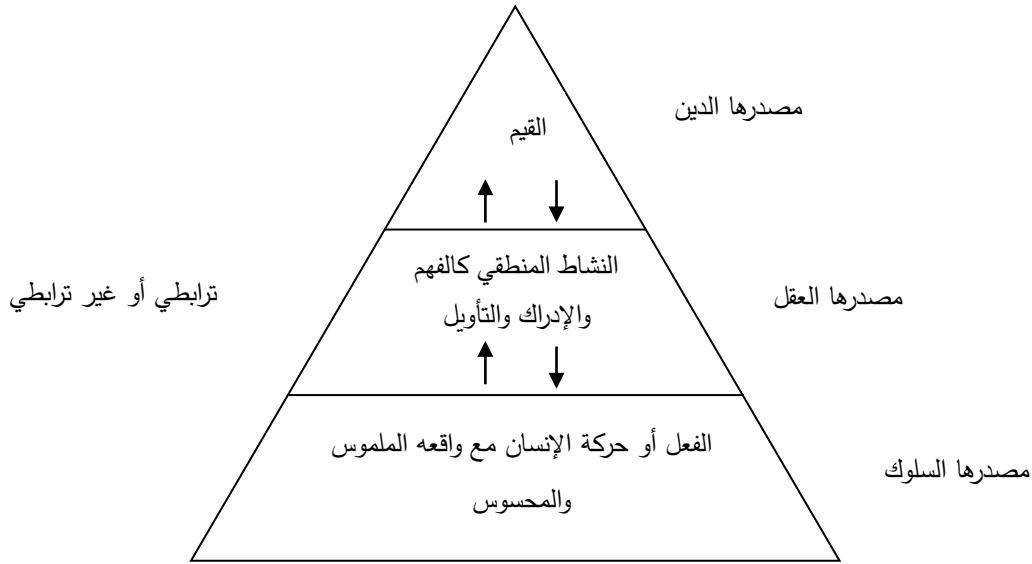 مصدرها الدين
القيم
النشاط المنطقي كالفهم
والإدراك والتأويل
مصدرها العقل
ترابطي أو غير ترابطي
الفعل أو حركة الإنسان مع واقعه الملموس
والمحسوس
مصدرها السلوك